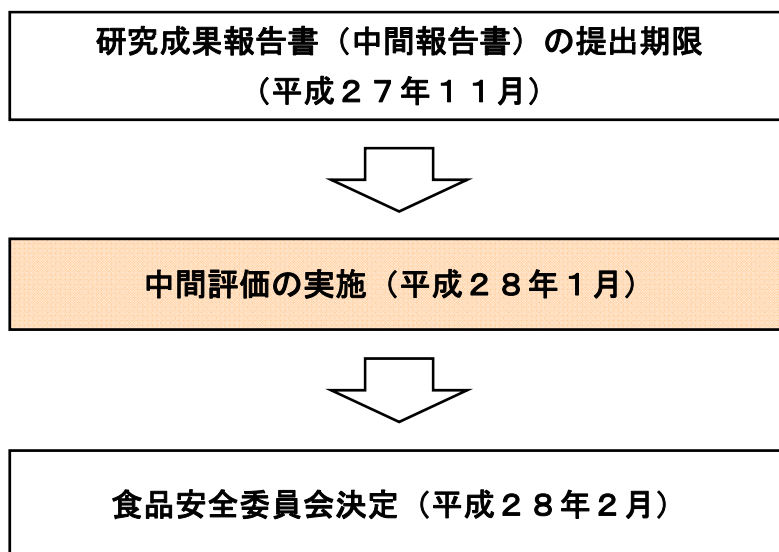 研究成果報告書（中間報告書）の提出期限
（平成２７年１１月）
中間評価の実施（平成２８年１月）
食品安全委員会決定（平成２８年２月）